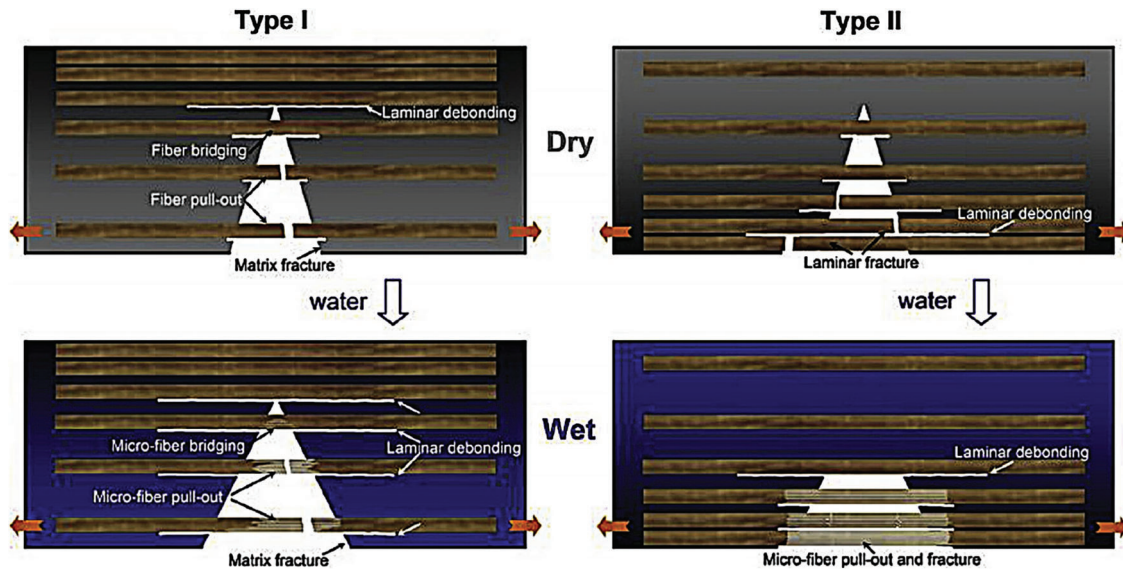 Type I
Type II
Laminar debonding
Fiber bridging
Fiber pull-out
Matrix fracture
Dry
Laminar debonding
Laminar fracture
water
water
Micro-fiber bridging
Laminar debonding
Micro-fiber pull-out
Matrix fracture
Wet
Laminar debonding
Micro-fiber pull-out and fracture